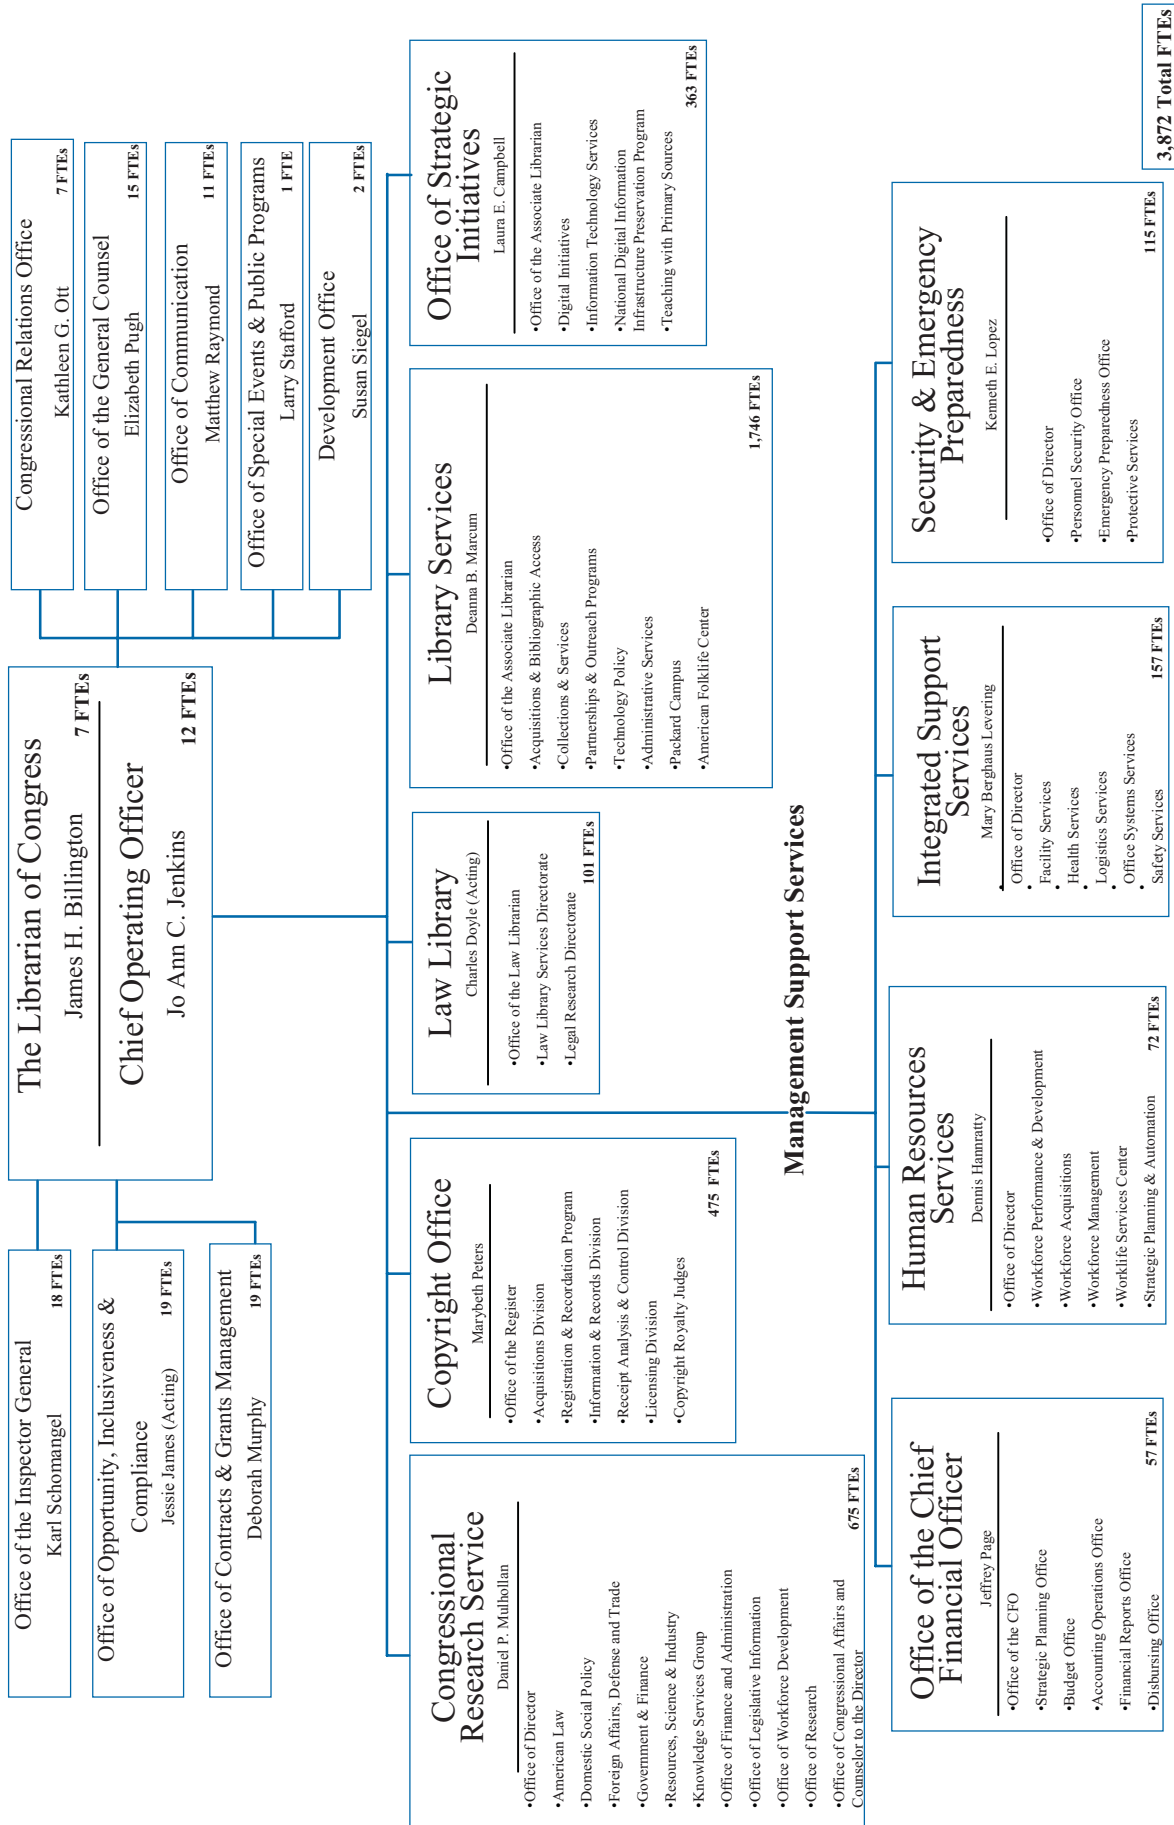 Office of the Inspector General
Karl Schornagel
18 FTEs
Office of Opportunity, Inclusiveness &
Compliance
Jessie James (Acting)
19 FTEs
Office of Contracts & Grants Management
Deborah Murphy
19 FTEs
The Librarian of Congress
James H. Billington
7 FTEs
Chief Operating Officer
Jo Ann C. Jenkins
12 FTEs
Congressional Relations Office
Kathleen G. Ott
7 FTEs
Office of the General Counsel
Elizabeth Pugh
15 FTEs
Office of Communication
Matthew Raymond
11 FTEs
Office of Special Events & Public Programs
Larry Stafford
1 FTE
Development Office
Susan Siegel
2 FTEs
Congressional
Research Service
Daniel P. Mulhollan
•Office of Director
•American Law
•Domestic Social Policy
•Foreign Affairs, Defense and Trade
•Government & Finance
•Resources, Science & Industry
•Knowledge Services Group
•Office of Finance and Administration
•Office of Legislative Information
•Office of Workforce Development
•Office of Research
•Office of Congressional Affairs and
Counselor to the Director
675 FTEs
Copyright Office
Marybeth Peters
•Office of the Register
•Acquisitions Division
•Registration & Recordation Program
•Information & Records Division
•Receipt Analysis & Control Division
•Licensing Division
•Copyright Royalty Judges
475 FTEs
Law Library
Charles Doyle (Acting)
•Office of the Law Librarian
•Law Library Services Directorate
•Legal Research Directorate
101 FTEs
Library Services
Deanna B. Marcum
•Office of the Associate Librarian
•Acquisitions & Bibliographic Access
•Collections & Services
•Partnerships & Outreach Programs
•Technology Policy
•Administrative Services
•Packard Campus
•American Folklife Center
1,746 FTEs
Office of Strategic
Initiatives
Laura E. Campbell
•Office of the Associate Librarian
•Digital Initiatives
•Information Technology Services
•National Digital Information
Infrastructure Preservation Program
•Teaching with Primary Sources
363 FTEs
Management Support Services
Office of the Chief
Financial Officer
Jeffrey Page
•Office of the CFO
•Strategic Planning Office
•Budget Office
•Accounting Operations Office
•Financial Reports Office
•Disbursing Office
57 FTEs
Human Resources
Services
Dennis Hannratty
•Office of Director
•Workforce Performance & Development
•Workforce Acquisitions
•Workforce Management
•Worklife Services Center
•Strategic Planning & Automation
72 FTEs
Integrated Support
Services
Mary Berghaus Levering
• Office of Director
• Facility Services
• Health Services
• Logistics Services
• Office Systems Services
• Safety Services
157 FTEs
Security & Emergency
Preparedness
Kenneth E. Lopez
•Office of Director
•Personnel Security Office
•Emergency Preparedness Office
•Protective Services
115 FTEs
3,872 Total FTEs